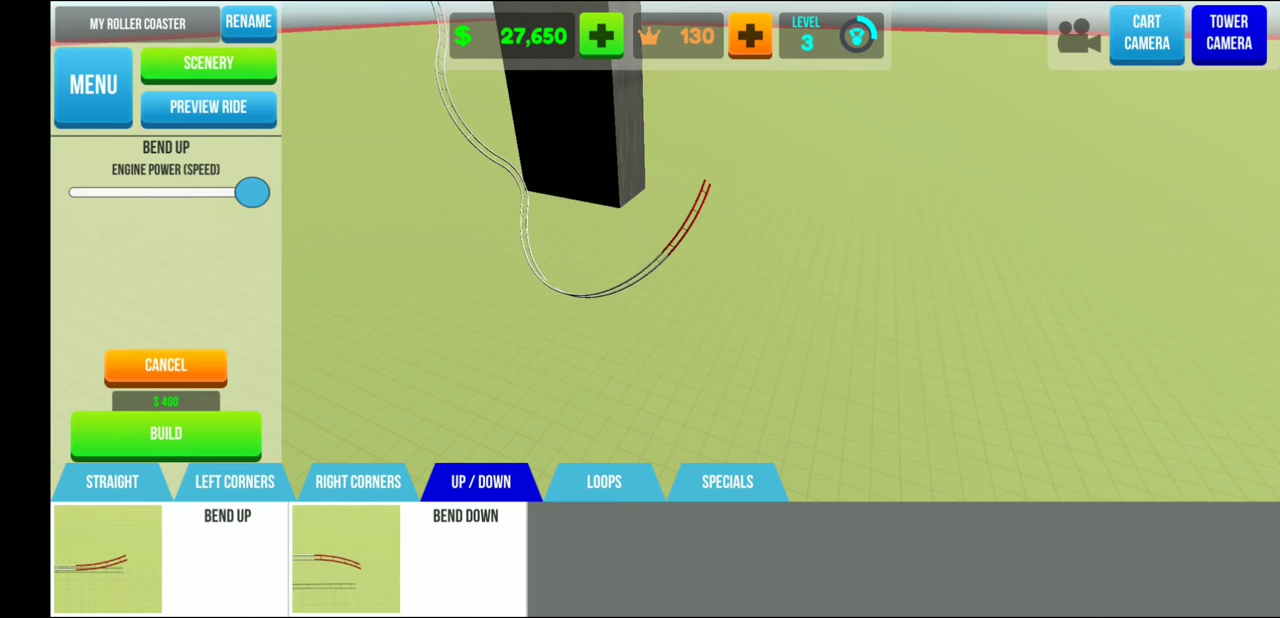 MY ROLLER COASTER
RENAME
$ 27,650
130
LEVEL
3
CART
CAMERA
TOWER
CAMERA
MENU
SCENERY
PREVIEW RIDE
BEND UP
ENGINE POWER (SPEED)
CANCEL
$ 400
BUILD
STRAIGHT
LEFT CORNERS
RIGHT CORNERS
UP / DOWN
LOOPS
SPECIALS
BEND UP
BEND DOWN